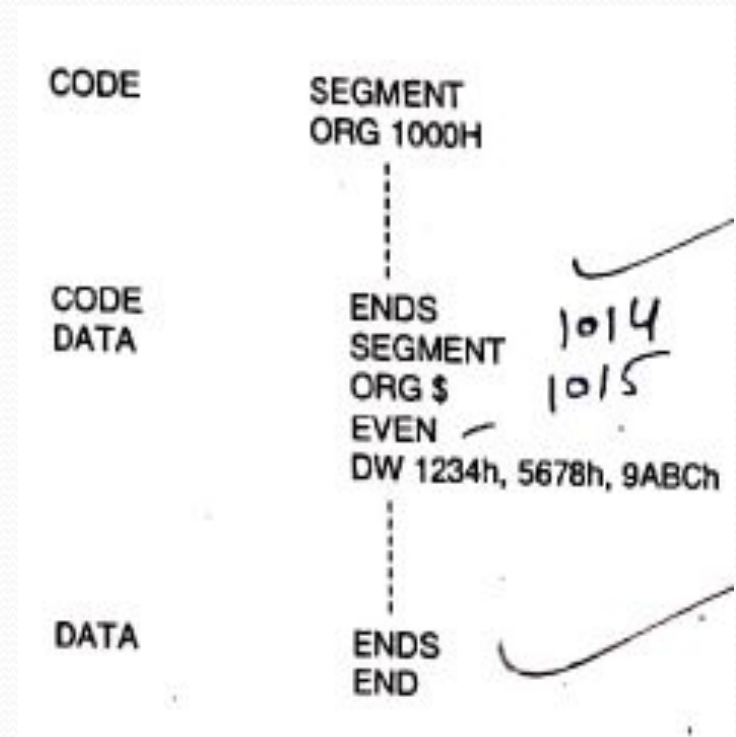 CODE SEGMENT
ORG 1000H
CODE ENDS
DATA SEGMENT 1014
ORG $ 1015
EVEN
DW 1234h, 5678h, 9ABCh
DATA ENDS
END